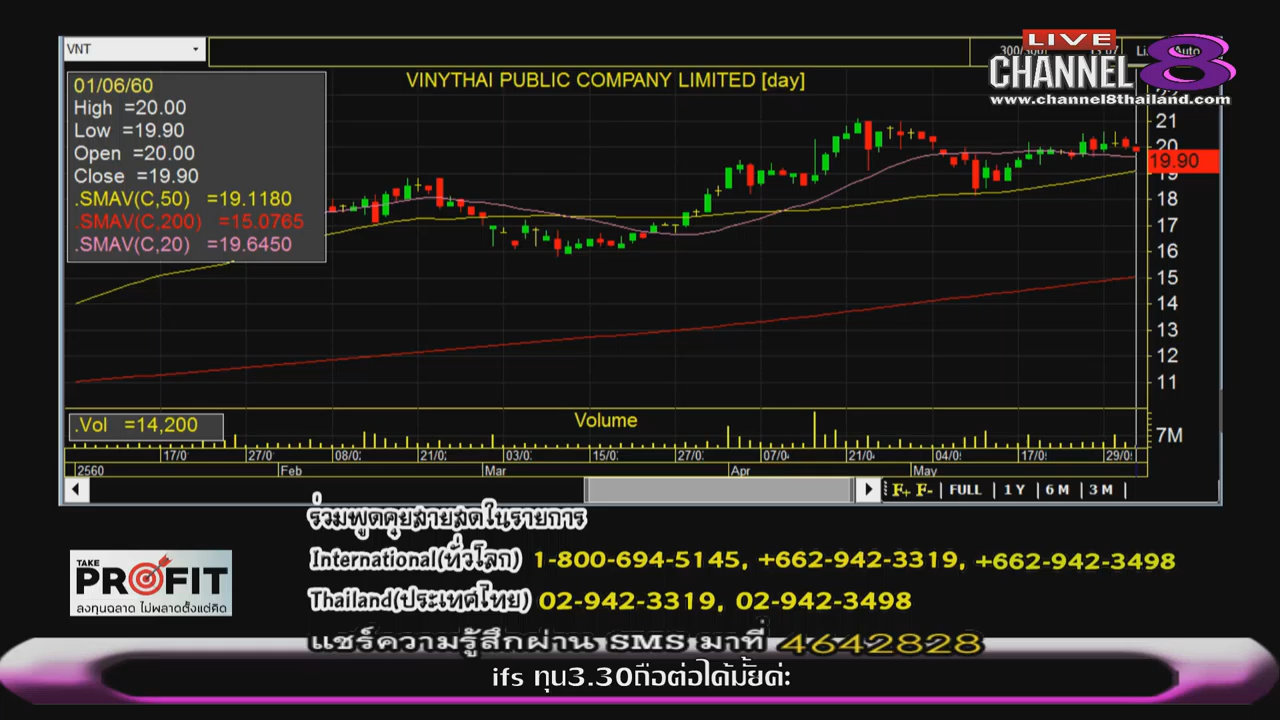 VNT
LIVE
CHANNEL 8
www.channel8thailand.com
300/300
Auto
VINYTHAI PUBLIC COMPANY LIMITED [day]
01/06/60
High =20.00
Low =19.90
Open =20.00
Close =19.90
.SMAV(C,50) =19.1180
.SMAV(C,200) =15.0765
.SMAV(C,20) =19.6450
21
20
19.90
18
17
16
15
14
13
12
11
.Vol =14,200
Volume
7M
17/0 27/0 08/0 21/0 03/0 15/0 27/0 07/0 21/0 04/0 17/0 29/0
2560 Feb Mar Apr May
F+ F- | FULL | 1 Y | 6 M | 3 M |
ร่วมพูดคุยสายสดในรายการ
International(ทั่วโลก) 1-800-694-5145, +662-942-3319, +662-942-3498
Thailand(ประเทศไทย) 02-942-3319, 02-942-3498
แชร์ความรู้สึกผ่าน SMS มาที่ 4642828
TAKE
PROFIT
ลงทุนฉลาด ไม่พลาดตั้งแต่คิด
ifs ทุน3.30ถือต่อได้มั้ยค่ะ